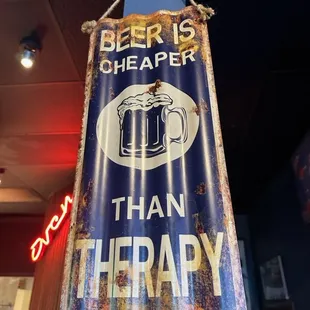 BEER IS
CHEAPER
THAN
THERAPY